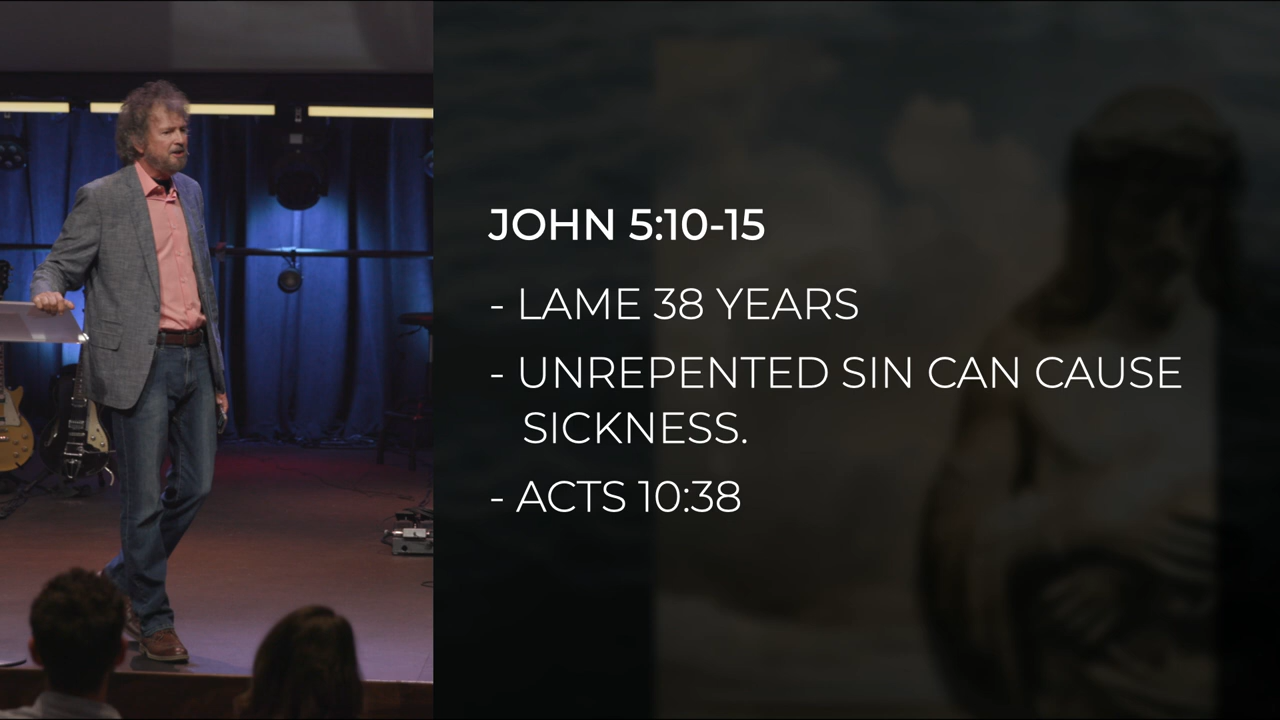 JOHN 5:10-15
- LAME 38 YEARS
- UNREPENTED SIN CAN CAUSE
SICKNESS.
- ACTS 10:38